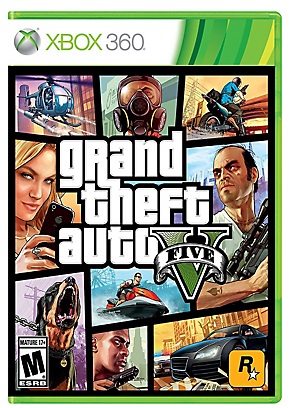 XBOX 360
grand
theft
auto
V
FIVE
MATURE 17+
M
ESRB
R